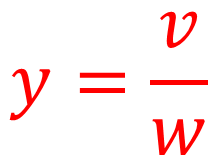 y = v/w